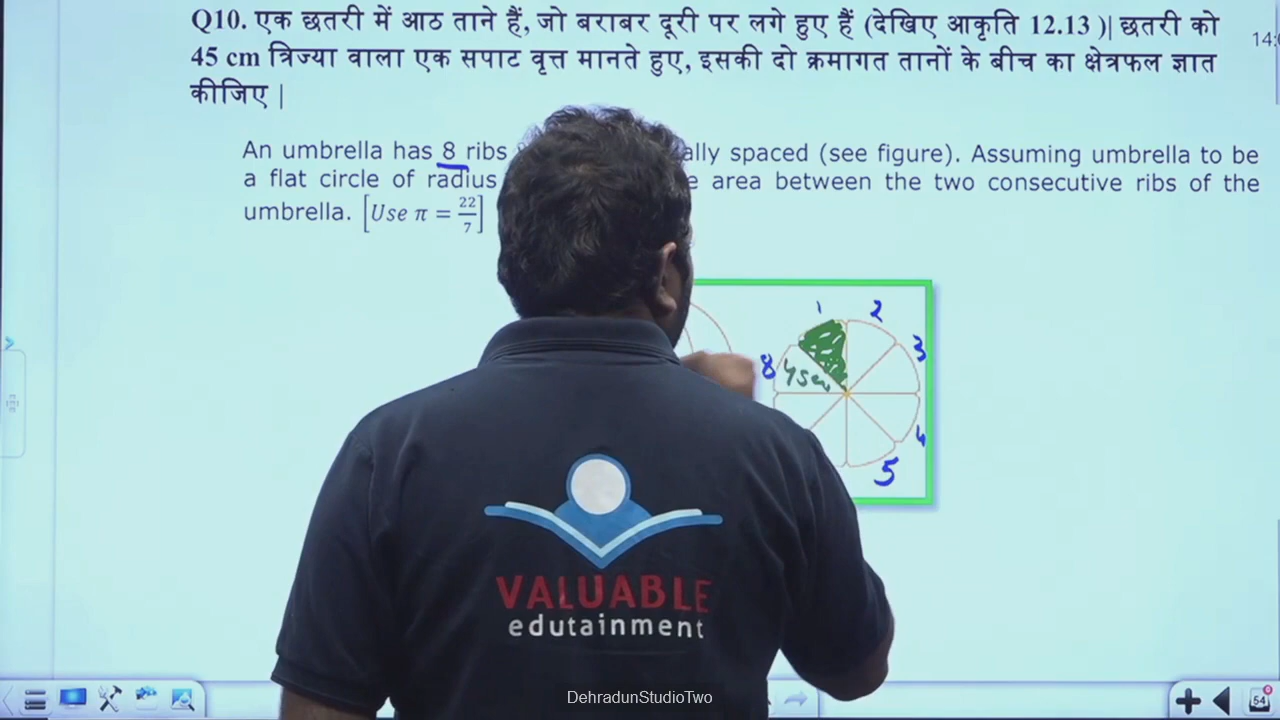 Q10. एक छतरी में आठ ताने हैं, जो बराबर दूरी पर लगे हुए हैं (देखिए आकृति 12.13 )| छतरी को
14:
45 cm त्रिज्या वाला एक सपाट वृत्त मानते हुए, इसकी दो क्रमागत तानों के बीच का क्षेत्रफल ज्ञात
कीजिए |
An umbrella has 8 ribs ally spaced (see figure). Assuming umbrella to be
a flat circle of radius area between the two consecutive ribs of the
umbrella. [Use π = 22/7]
1
2
3
8
45cm
4
5
VALUABLE
edutainment
DehradunStudioTwo
54